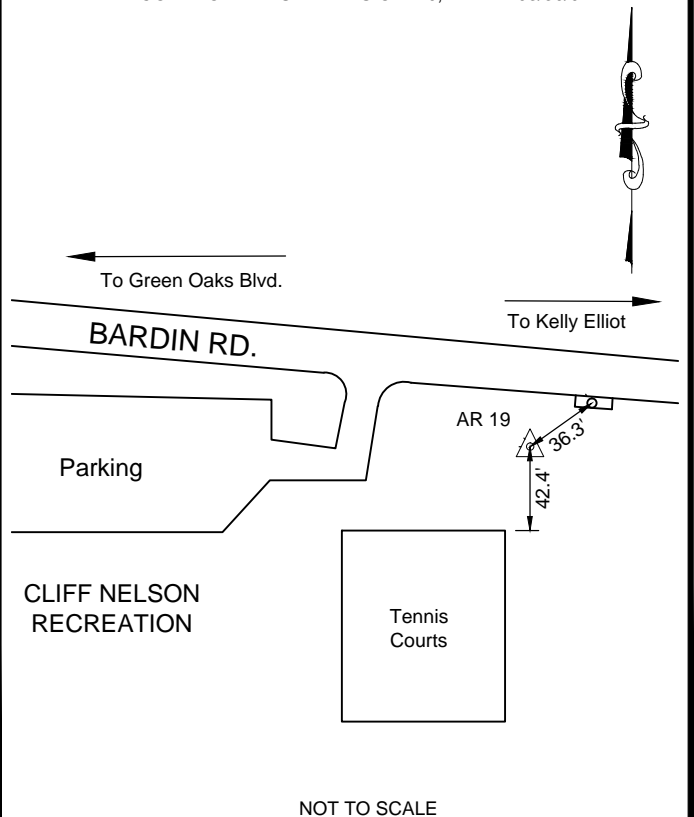 To Green Oaks Blvd.
To Kelly Elliot
BARDIN RD.
AR 19
36.3'
42.4'
Parking
CLIFF NELSON
RECREATION
Tennis
Courts
NOT TO SCALE